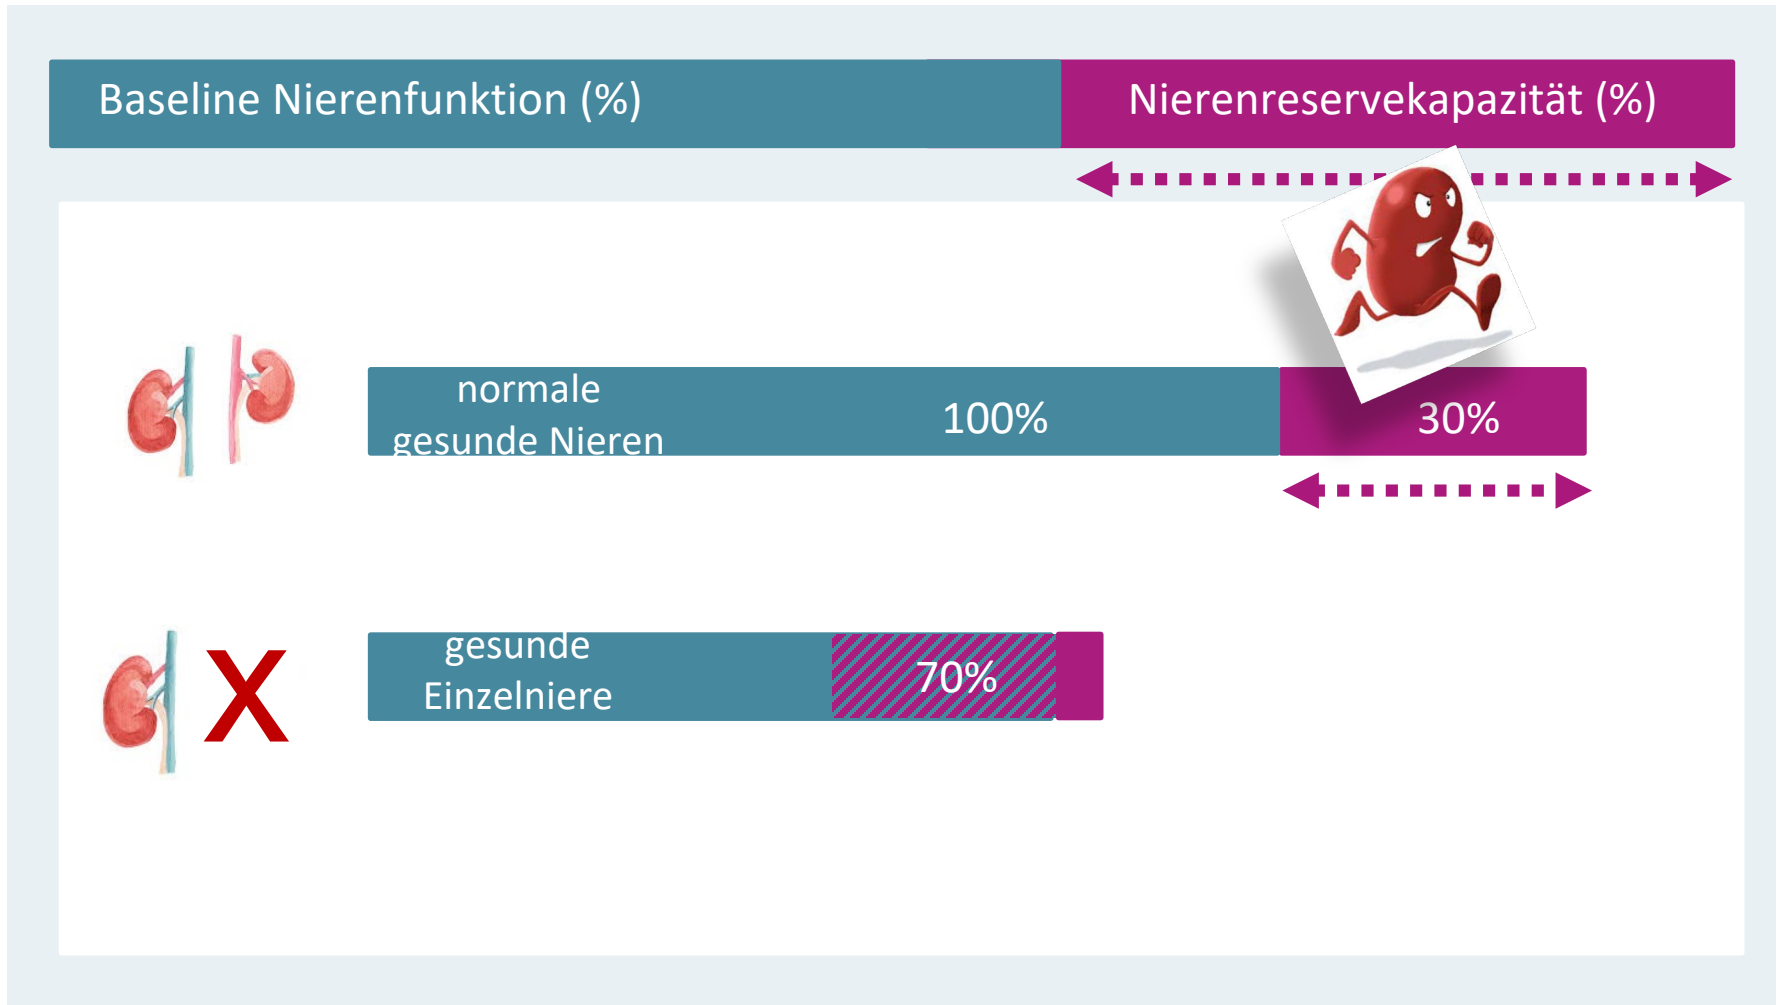 Baseline Nierenfunktion (%)
Nierenreservekapazität (%)
normale
gesunde Nieren
100%
30%
X
gesunde
Einzelniere
70%